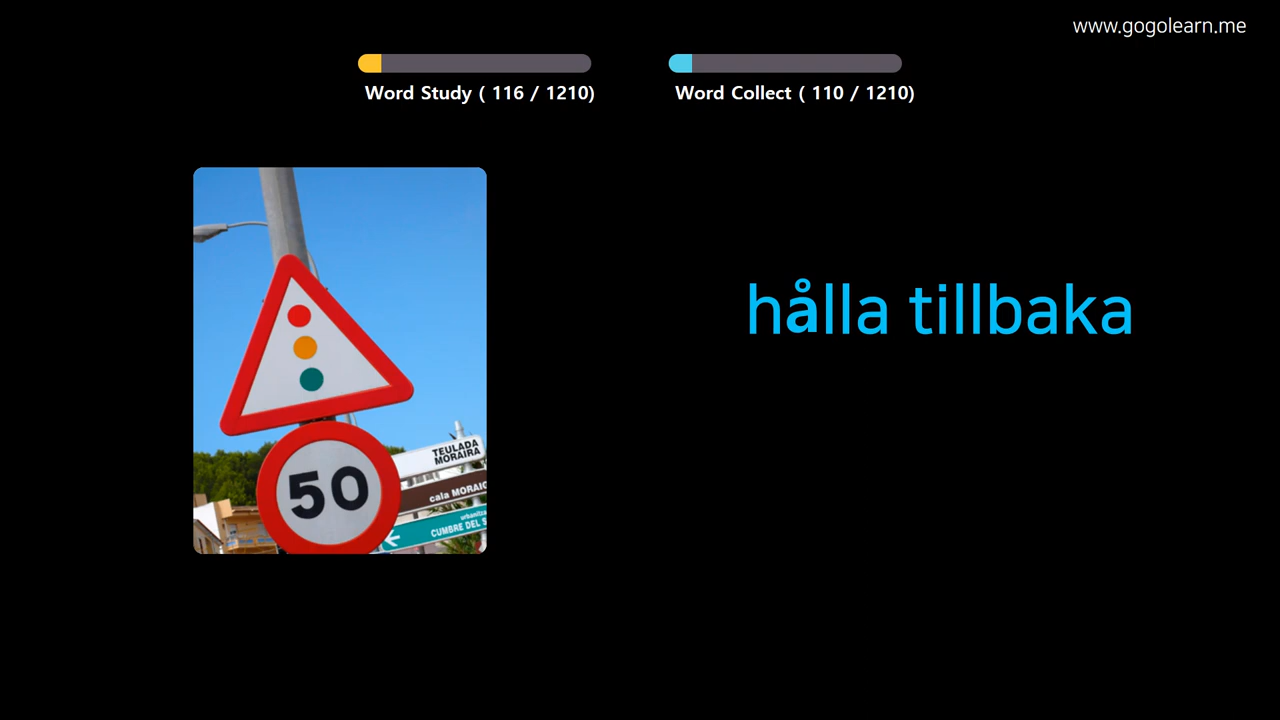 www.gogolearn.me
Word Study ( 116 / 1210)
Word Collect ( 110 / 1210)
hålla tillbaka
TEULADA
MORAIRA
cala
50
CUMBRE DEL